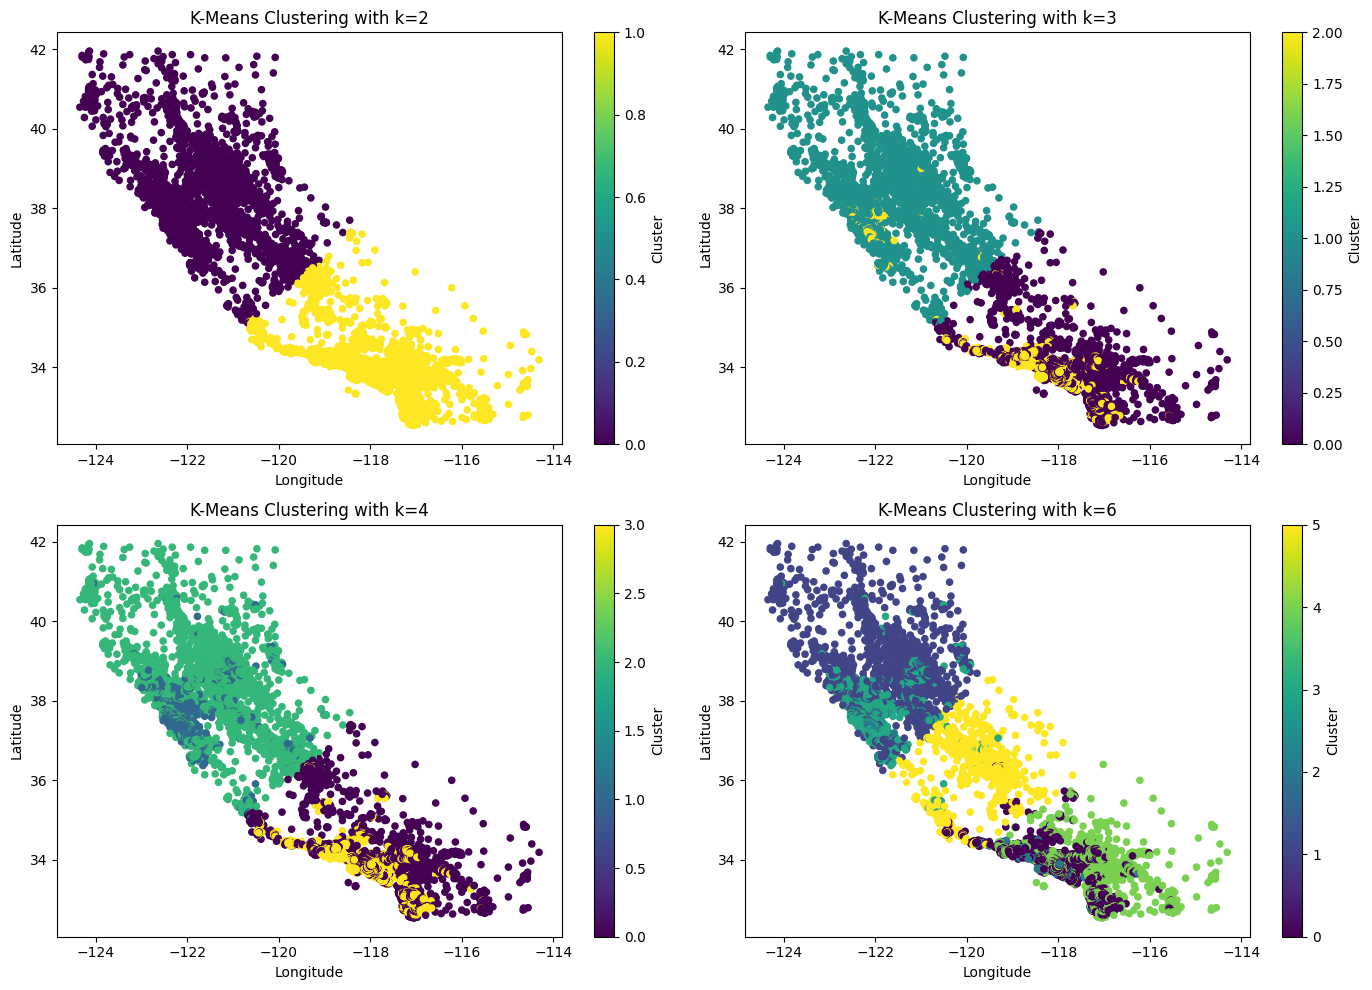 K-Means Clustering with k=2
42
40
38
36
34
Latitude
−124 −122 −120 −118 −116 −114
Longitude
1.0
0.8
0.6
0.4
0.2
0.0
Cluster
K-Means Clustering with k=3
42
40
38
36
34
Latitude
−124 −122 −120 −118 −116 −114
Longitude
2.00
1.75
1.50
1.25
1.00
0.75
0.50
0.25
0.00
Cluster
K-Means Clustering with k=4
42
40
38
36
34
Latitude
−124 −122 −120 −118 −116 −114
Longitude
3.0
2.5
2.0
1.5
1.0
0.5
0.0
Cluster
K-Means Clustering with k=6
42
40
38
36
34
Latitude
−124 −122 −120 −118 −116 −114
Longitude
5
4
3
2
1
0
Cluster